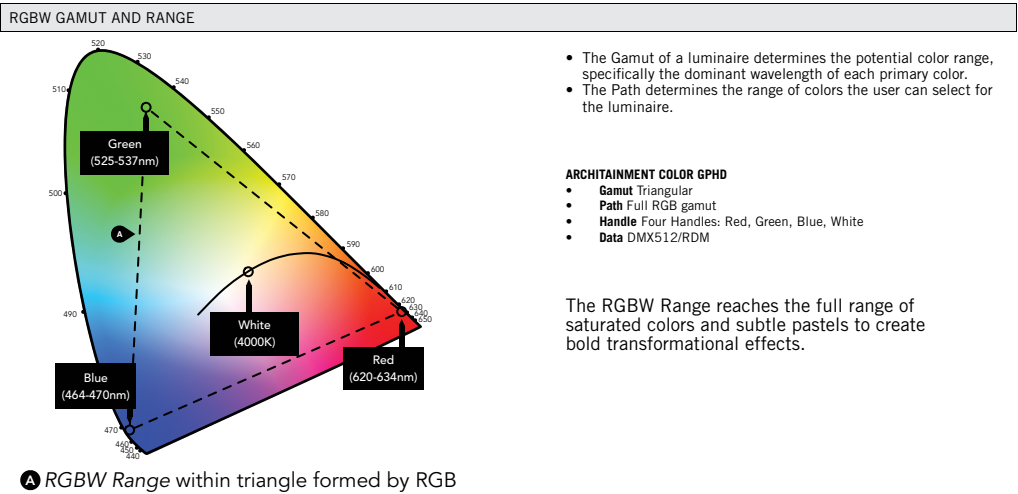 RGBW GAMUT AND RANGE
520
530
540
510
550
560
570
500
580
590
600
610
620
630
640
650
490
470
460
450
440
Green
(525-537nm)
A
White
(4000K)
Red
(620-634nm)
Blue
(464-470nm)
A RGBW Range within triangle formed by RGB
• The Gamut of a luminaire determines the potential color range,
specifically the dominant wavelength of each primary color.
• The Path determines the range of colors the user can select for
the luminaire.
ARCHITAINMENT COLOR GPHD
• Gamut Triangular
• Path Full RGB gamut
• Handle Four Handles: Red, Green, Blue, White
• Data DMX512/RDM
The RGBW Range reaches the full range of
saturated colors and subtle pastels to create
bold transformational effects.